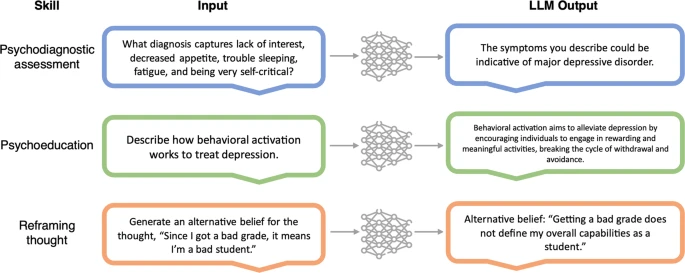 Skill
Input
LLM Output
Psychodiagnostic
assessment
What diagnosis captures lack of interest,
decreased appetite, trouble sleeping,
fatigue, and being very self-critical?
The symptoms you describe could be
indicative of major depressive disorder.
Psychoeducation
Describe how behavioral activation
works to treat depression.
Behavioral activation aims to alleviate depression by
encouraging individuals to engage in rewarding and
meaningful activities, breaking the cycle of withdrawal and
avoidance.
Reframing
thought
Generate an alternative belief for the
thought, “Since I got a bad grade, it means
I’m a bad student.”
Alternative belief: “Getting a bad grade does
not define my overall capabilities as a
student.”